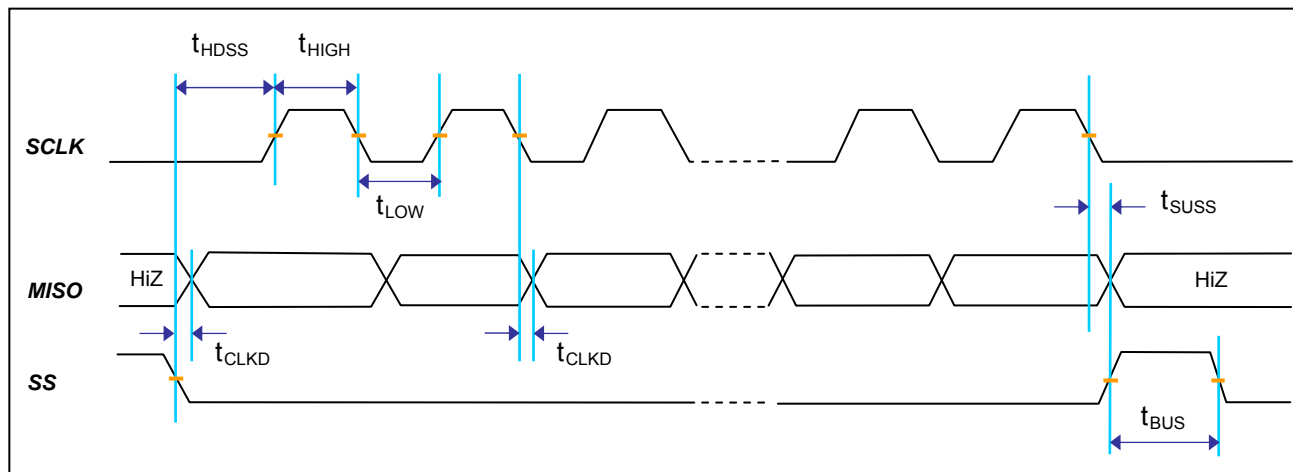 tHDSS
tHIGH
SCLK
tLOW
tSUSS
HiZ
HiZ
MISO
tCLKD
tCLKD
SS
tBUS